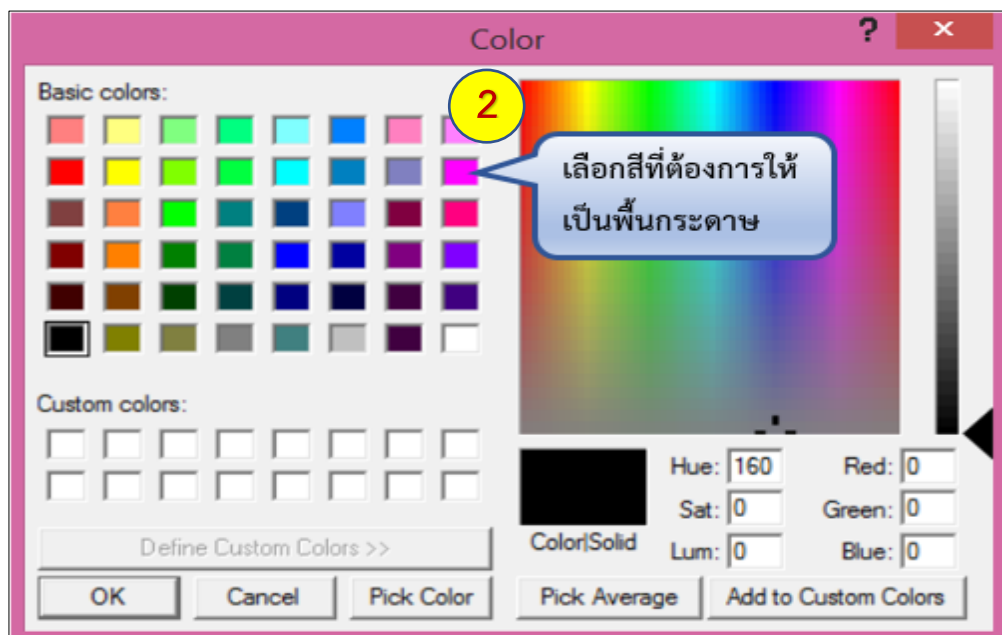 Color
?
Basic colors:
2
เลือกสีที่ต้องการให้
เป็นพื้นกระดาษ
Custom colors:
Define Custom Colors >>
OK
Cancel
Pick Color
Color|Solid
Hue: 160
Sat: 0
Lum: 0
Red: 0
Green: 0
Blue: 0
Pick Average
Add to Custom Colors